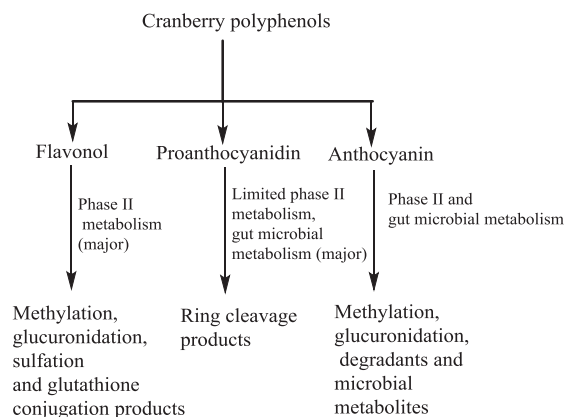 Cranberry polyphenols
Flavonol
Proanthocyanidin
Anthocyanin
Phase II
metabolism
(major)
Limited phase II
metabolism,
gut microbial
metabolism (major)
Phase II and
gut microbial metabolism
Methylation,
glucuronidation,
sulfation
and glutathione
conjugation products
Ring cleavage
products
Methylation,
glucuronidation,
degradants and
microbial
metabolites